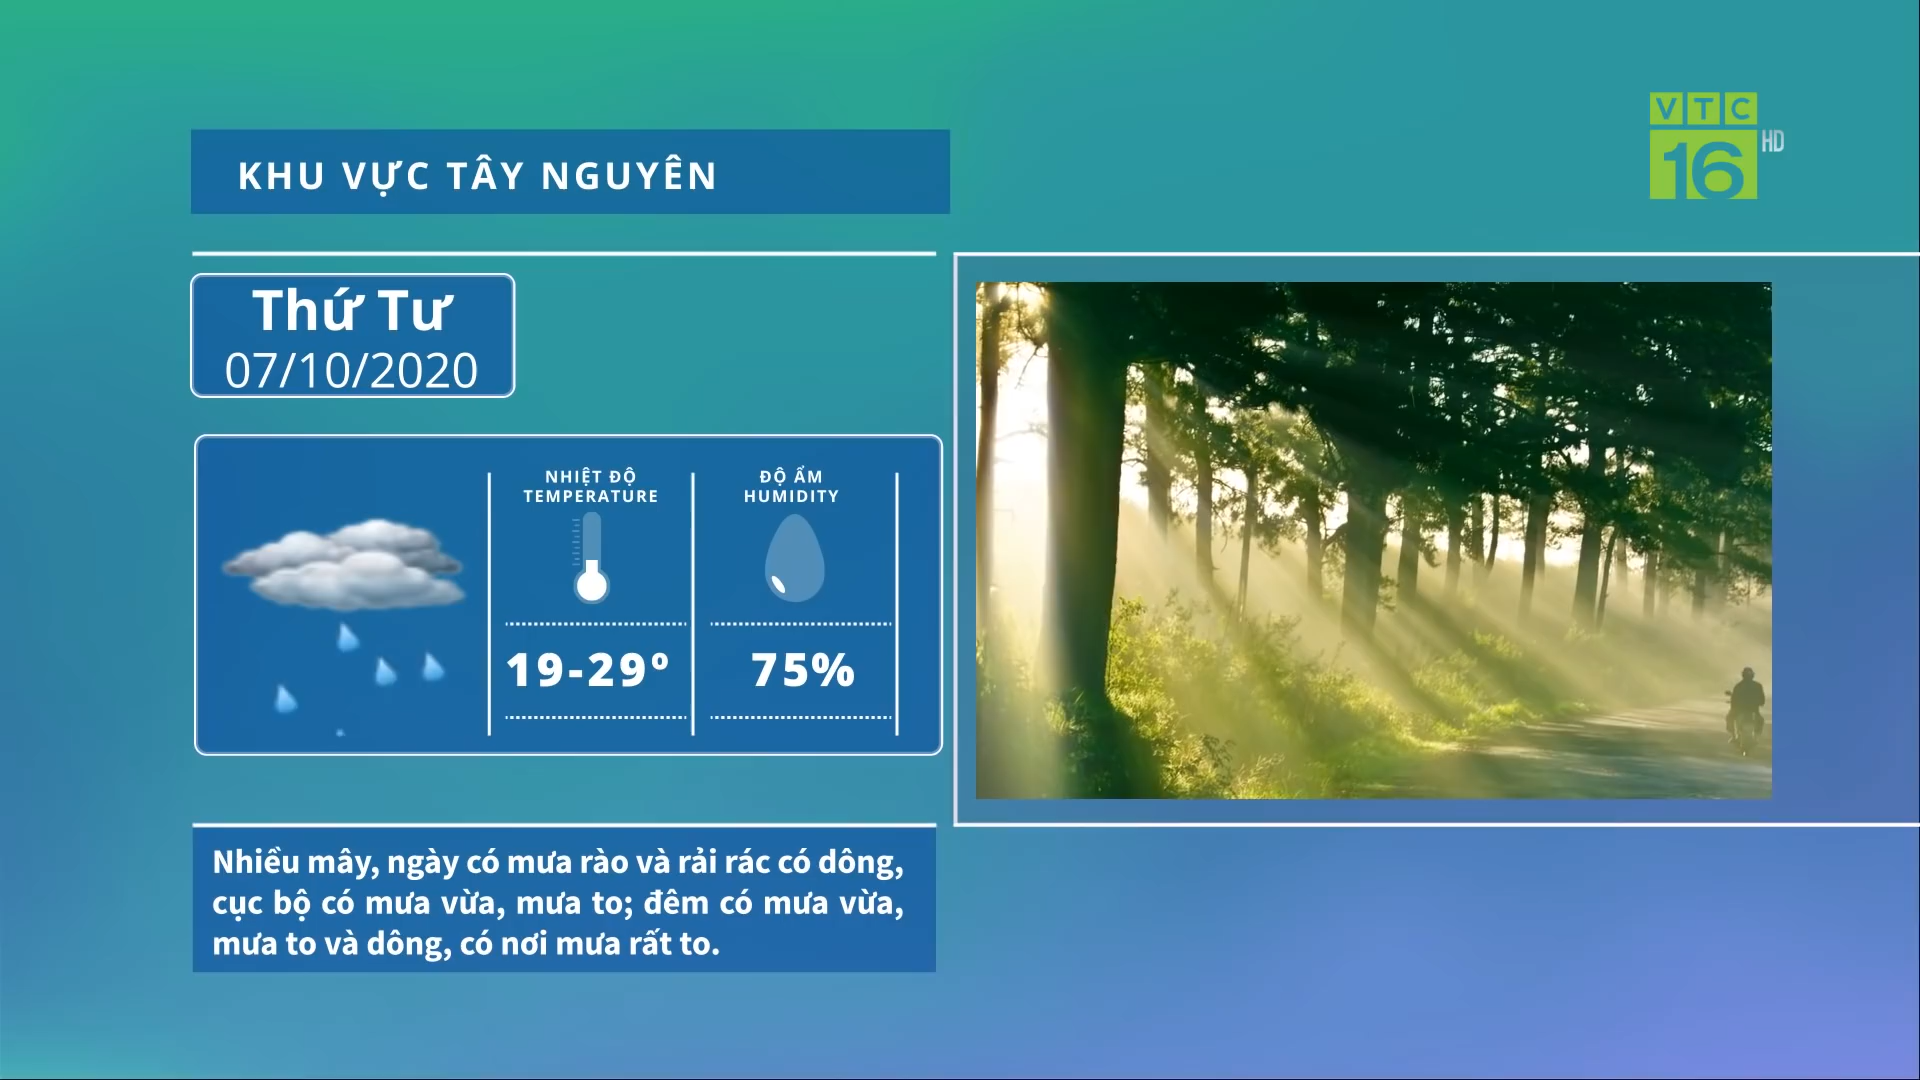 VTC
16 HD
KHU VỰC TÂY NGUYÊN
Thứ Tư
07/10/2020
NHIỆT ĐỘ
TEMPERATURE
19-29°
ĐỘ ẨM
HUMIDITY
75%
Nhiều mây, ngày có mưa rào và rải rác có dông,
cục bộ có mưa vừa, mưa to; đêm có mưa vừa,
mưa to và dông, có nơi mưa rất to.